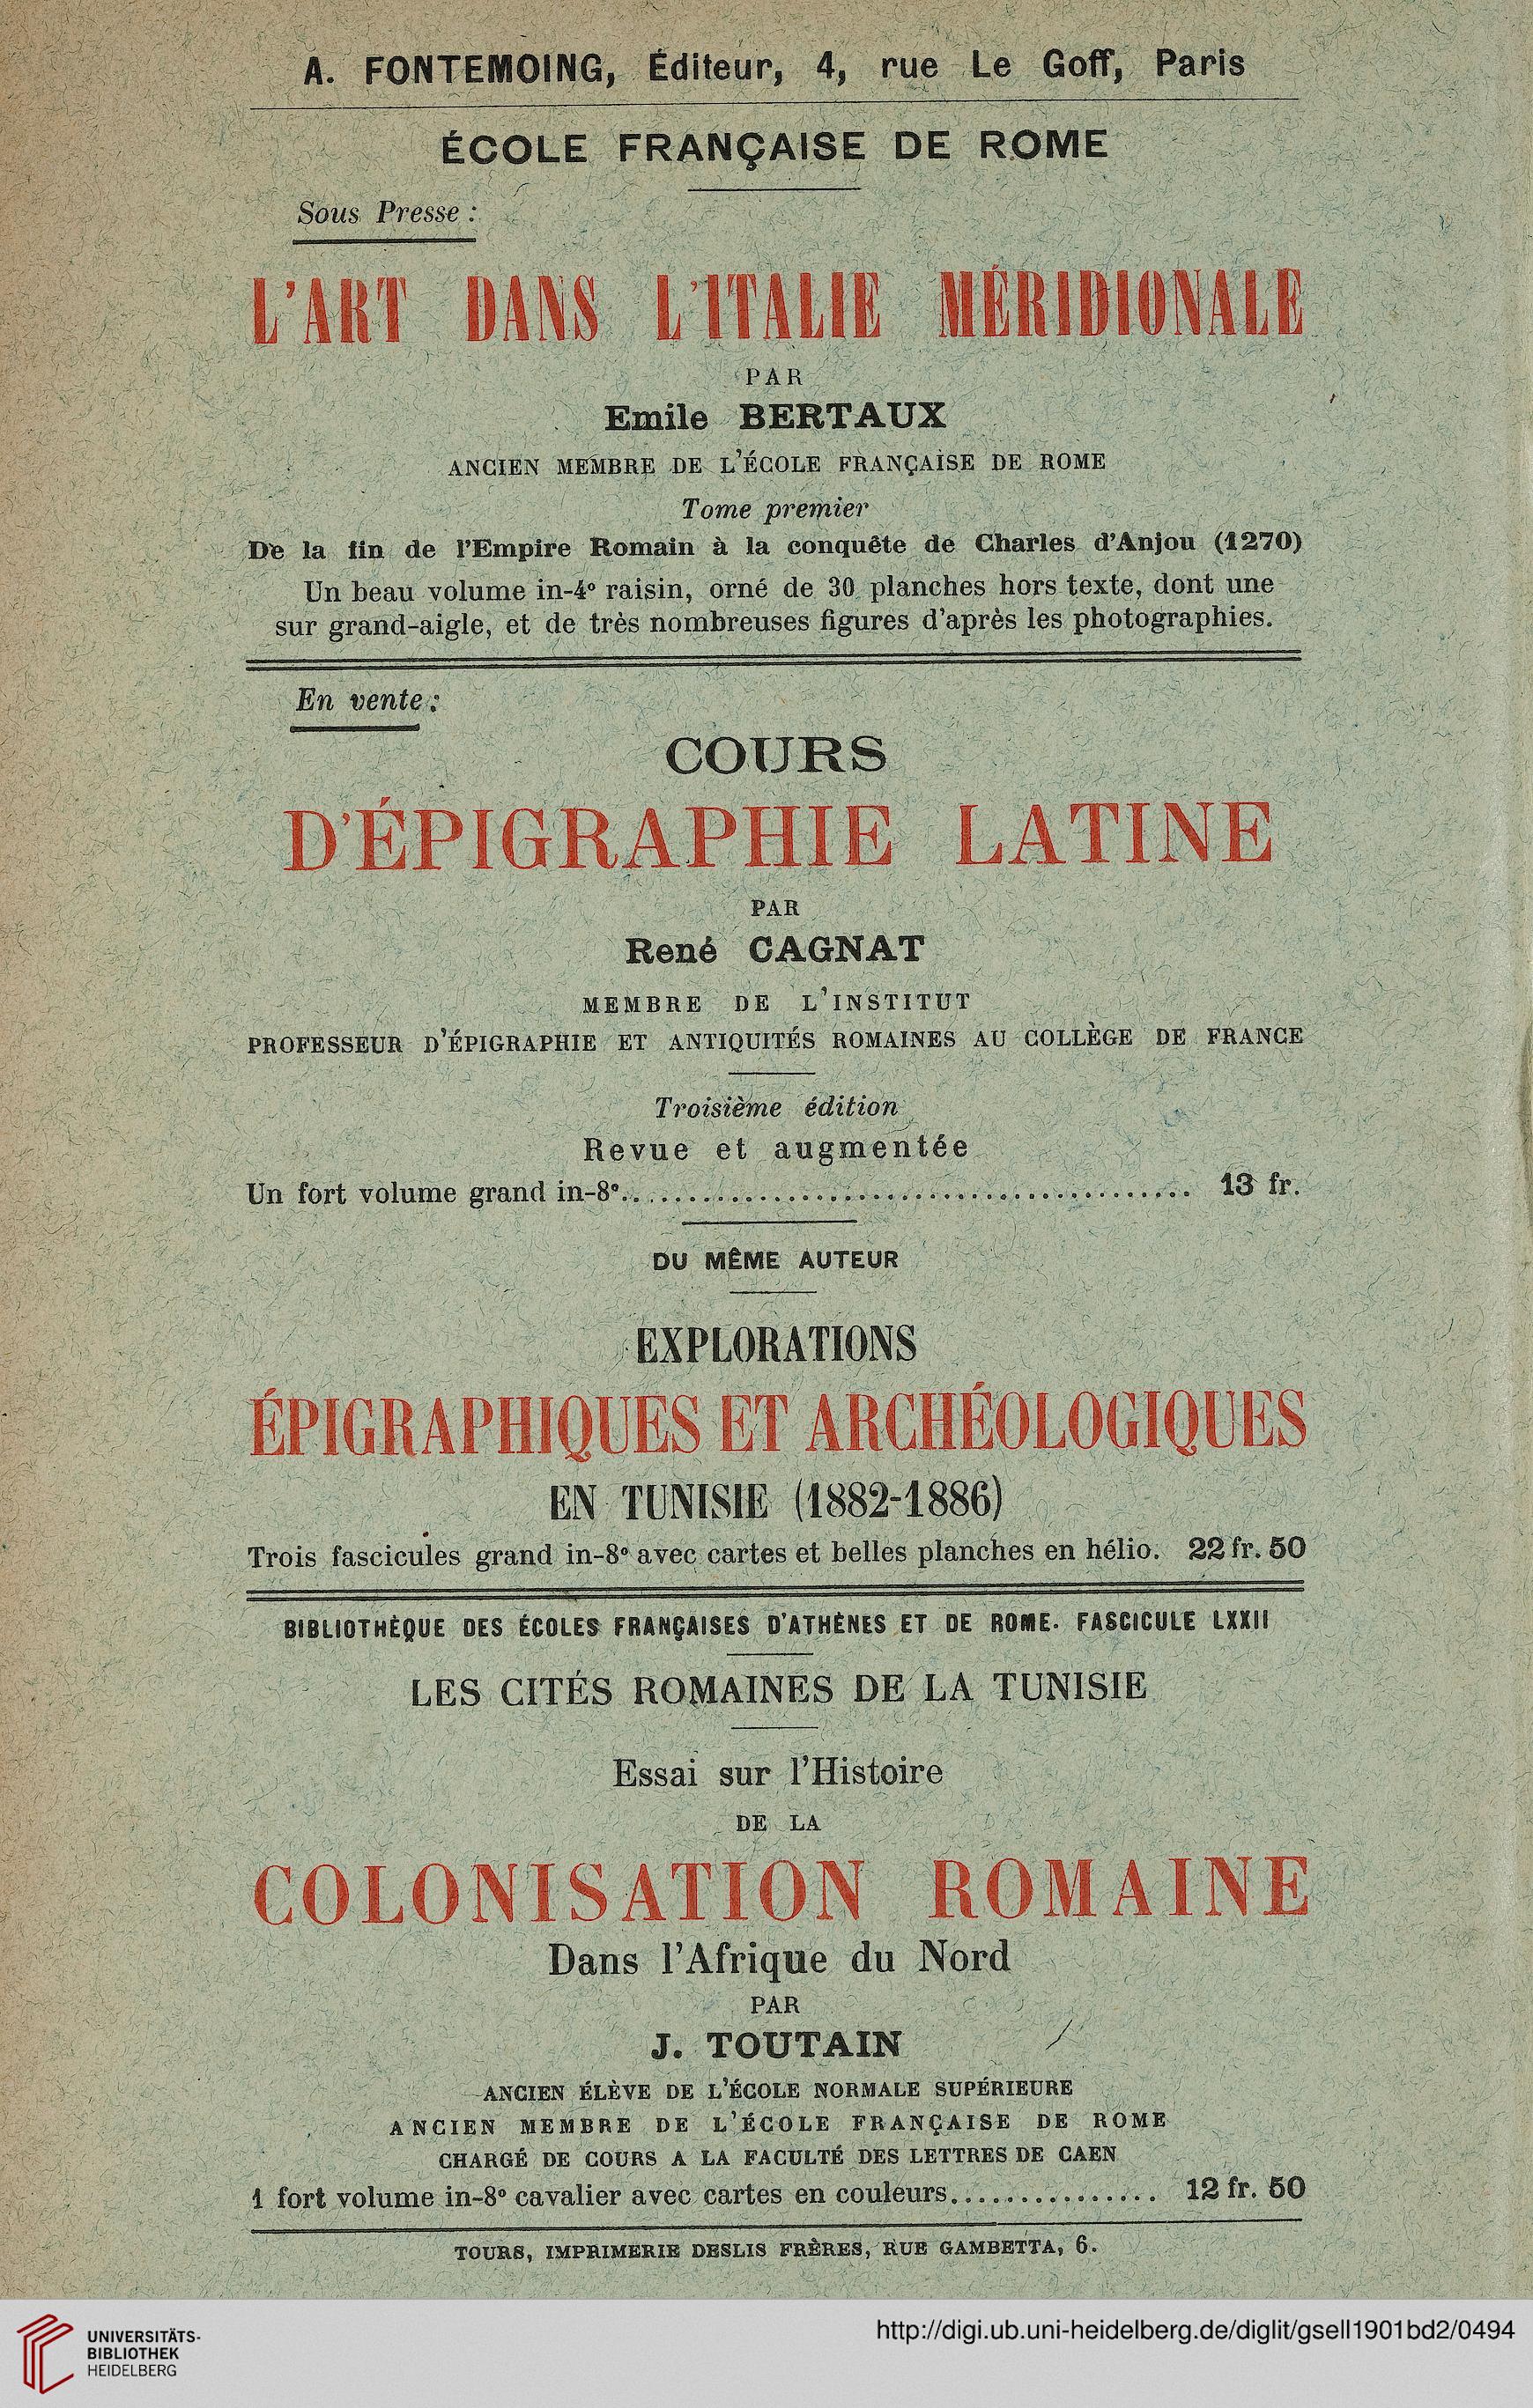 A. FONTEMOING, Éditeur, 4, rue Le Goff, Paris
ÉCOLE FRANÇAISE DE ROME
Sous Presse :
L'ART DANS L'ITALIE MÉRIDIONALE
PAR
Emile BERTAUX
ANCIEN MEMBRE DE L'ÉCOLE FRANÇAISE DE ROME
Tome premier
De la fin de l'Empire Romain à la conquête de Charles d'Anjou (1270)
Un beau volume in-4° raisin, orné de 30 planches hors texte, dont une
sur grand-aigle, et de très nombreuses figures d'après les photographies.
En vente :
COURS
D'ÉPIGRAPHIE LATINE
PAR
René CAGNAT
MEMBRE DE L'INSTITUT
PROFESSEUR D'ÉPIGRAPHIE ET ANTIQUITÉS ROMAINES AU COLLÈGE DE FRANCE
Troisième édition
Revue et augmentée
Un fort volume grand in-8°........................................ 13 fr.
DU MÊME AUTEUR
EXPLORATIONS
ÉPIGRAPHIQUES ET ARCHÉOLOGIQUES
EN TUNISIE (1882-1886)
Trois fascicules grand in-8° avec cartes et belles planches en hélio. 22 fr. 50
BIBLIOTHÈQUE DES ÉCOLES FRANÇAISES D'ATHÈNES ET DE ROME. FASCICULE LXXII
LES CITÉS ROMAINES DE LA TUNISIE
Essai sur l'Histoire
DE LA
COLONISATION ROMAINE
Dans l'Afrique du Nord
PAR
J. TOUTAIN
ANCIEN ÉLÈVE DE L'ÉCOLE NORMALE SUPÉRIEURE
ANCIEN MEMBRE DE L'ÉCOLE FRANÇAISE DE ROME
CHARGÉ DE COURS A LA FACULTÉ DES LETTRES DE CAEN
1 fort volume in-8° cavalier avec cartes en couleurs............... 12 fr. 50
TOURS, IMPRIMERIE DESLIS FRÈRES, RUE GAMBETTA, 6.
UNIVERSITÄTS-
BIBLIOTHEK
HEIDELBERG
http://digi.ub.uni-heidelberg.de/diglit/gsell1901bd2/0494